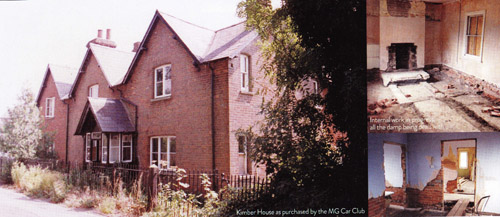 Internal work in progress
all the damp being
Kimber House as purchased by the MG Car Club